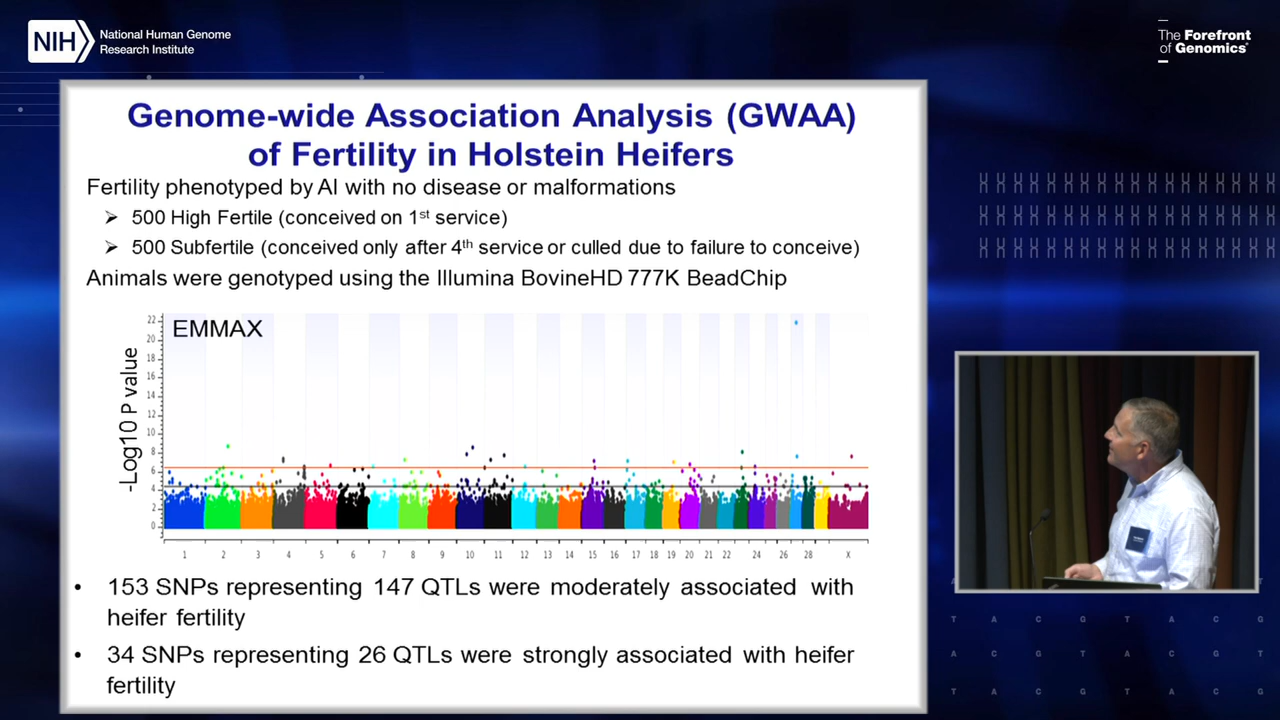 NIH
National Human Genome
Research Institute
The Forefront
of Genomics®
Genome-wide Association Analysis (GWAA)
of Fertility in Holstein Heifers
Fertility phenotyped by AI with no disease or malformations
➢ 500 High Fertile (conceived on 1st service)
➢ 500 Subfertile (conceived only after 4th service or culled due to failure to conceive)
Animals were genotyped using the Illumina BovineHD 777K BeadChip
EMMAX
-Log10 P value
22
20
18
16
14
12
10
8
6
4
2
0
1 2 3 4 5 6 7 8 9 10 11 12 13 14 15 16 17 18 19 20 21 22 24 26 28 X
• 153 SNPs representing 147 QTLs were moderately associated with
heifer fertility
• 34 SNPs representing 26 QTLs were strongly associated with heifer
fertility
T A C G T A C G
A C G T A C G T
T A C G T A C G